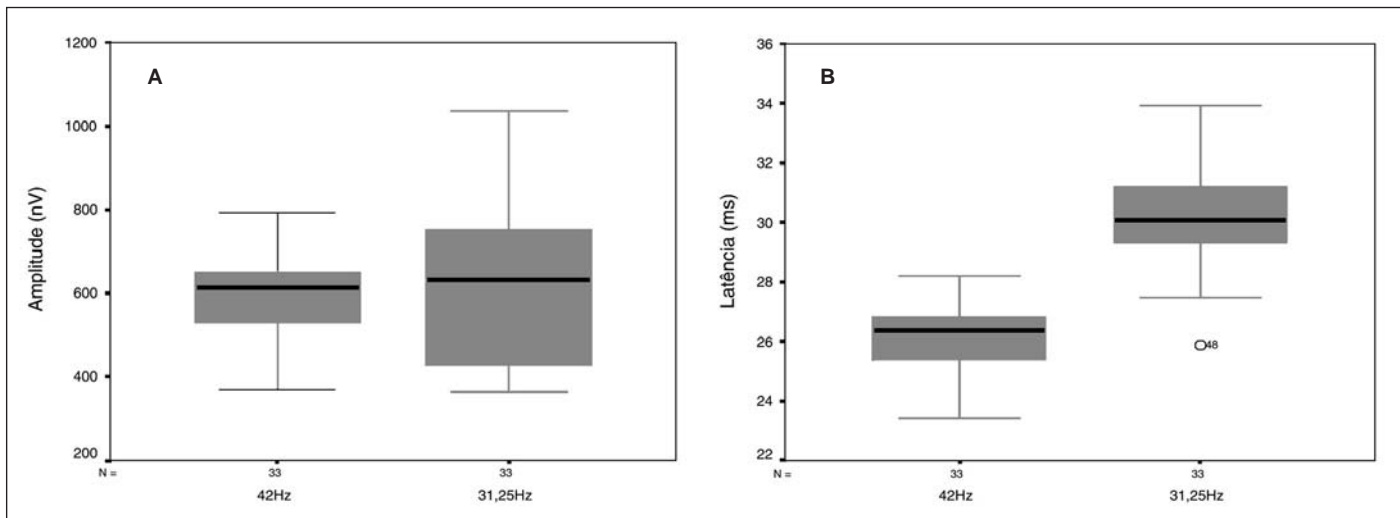 A
Amplitude (nV)
1200
1000
800
600
400
200
N =
33
33
42Hz
31,25Hz
B
Latência (ms)
36
34
32
30
28
26
24
22
48
N =
33
33
42Hz
31,25Hz